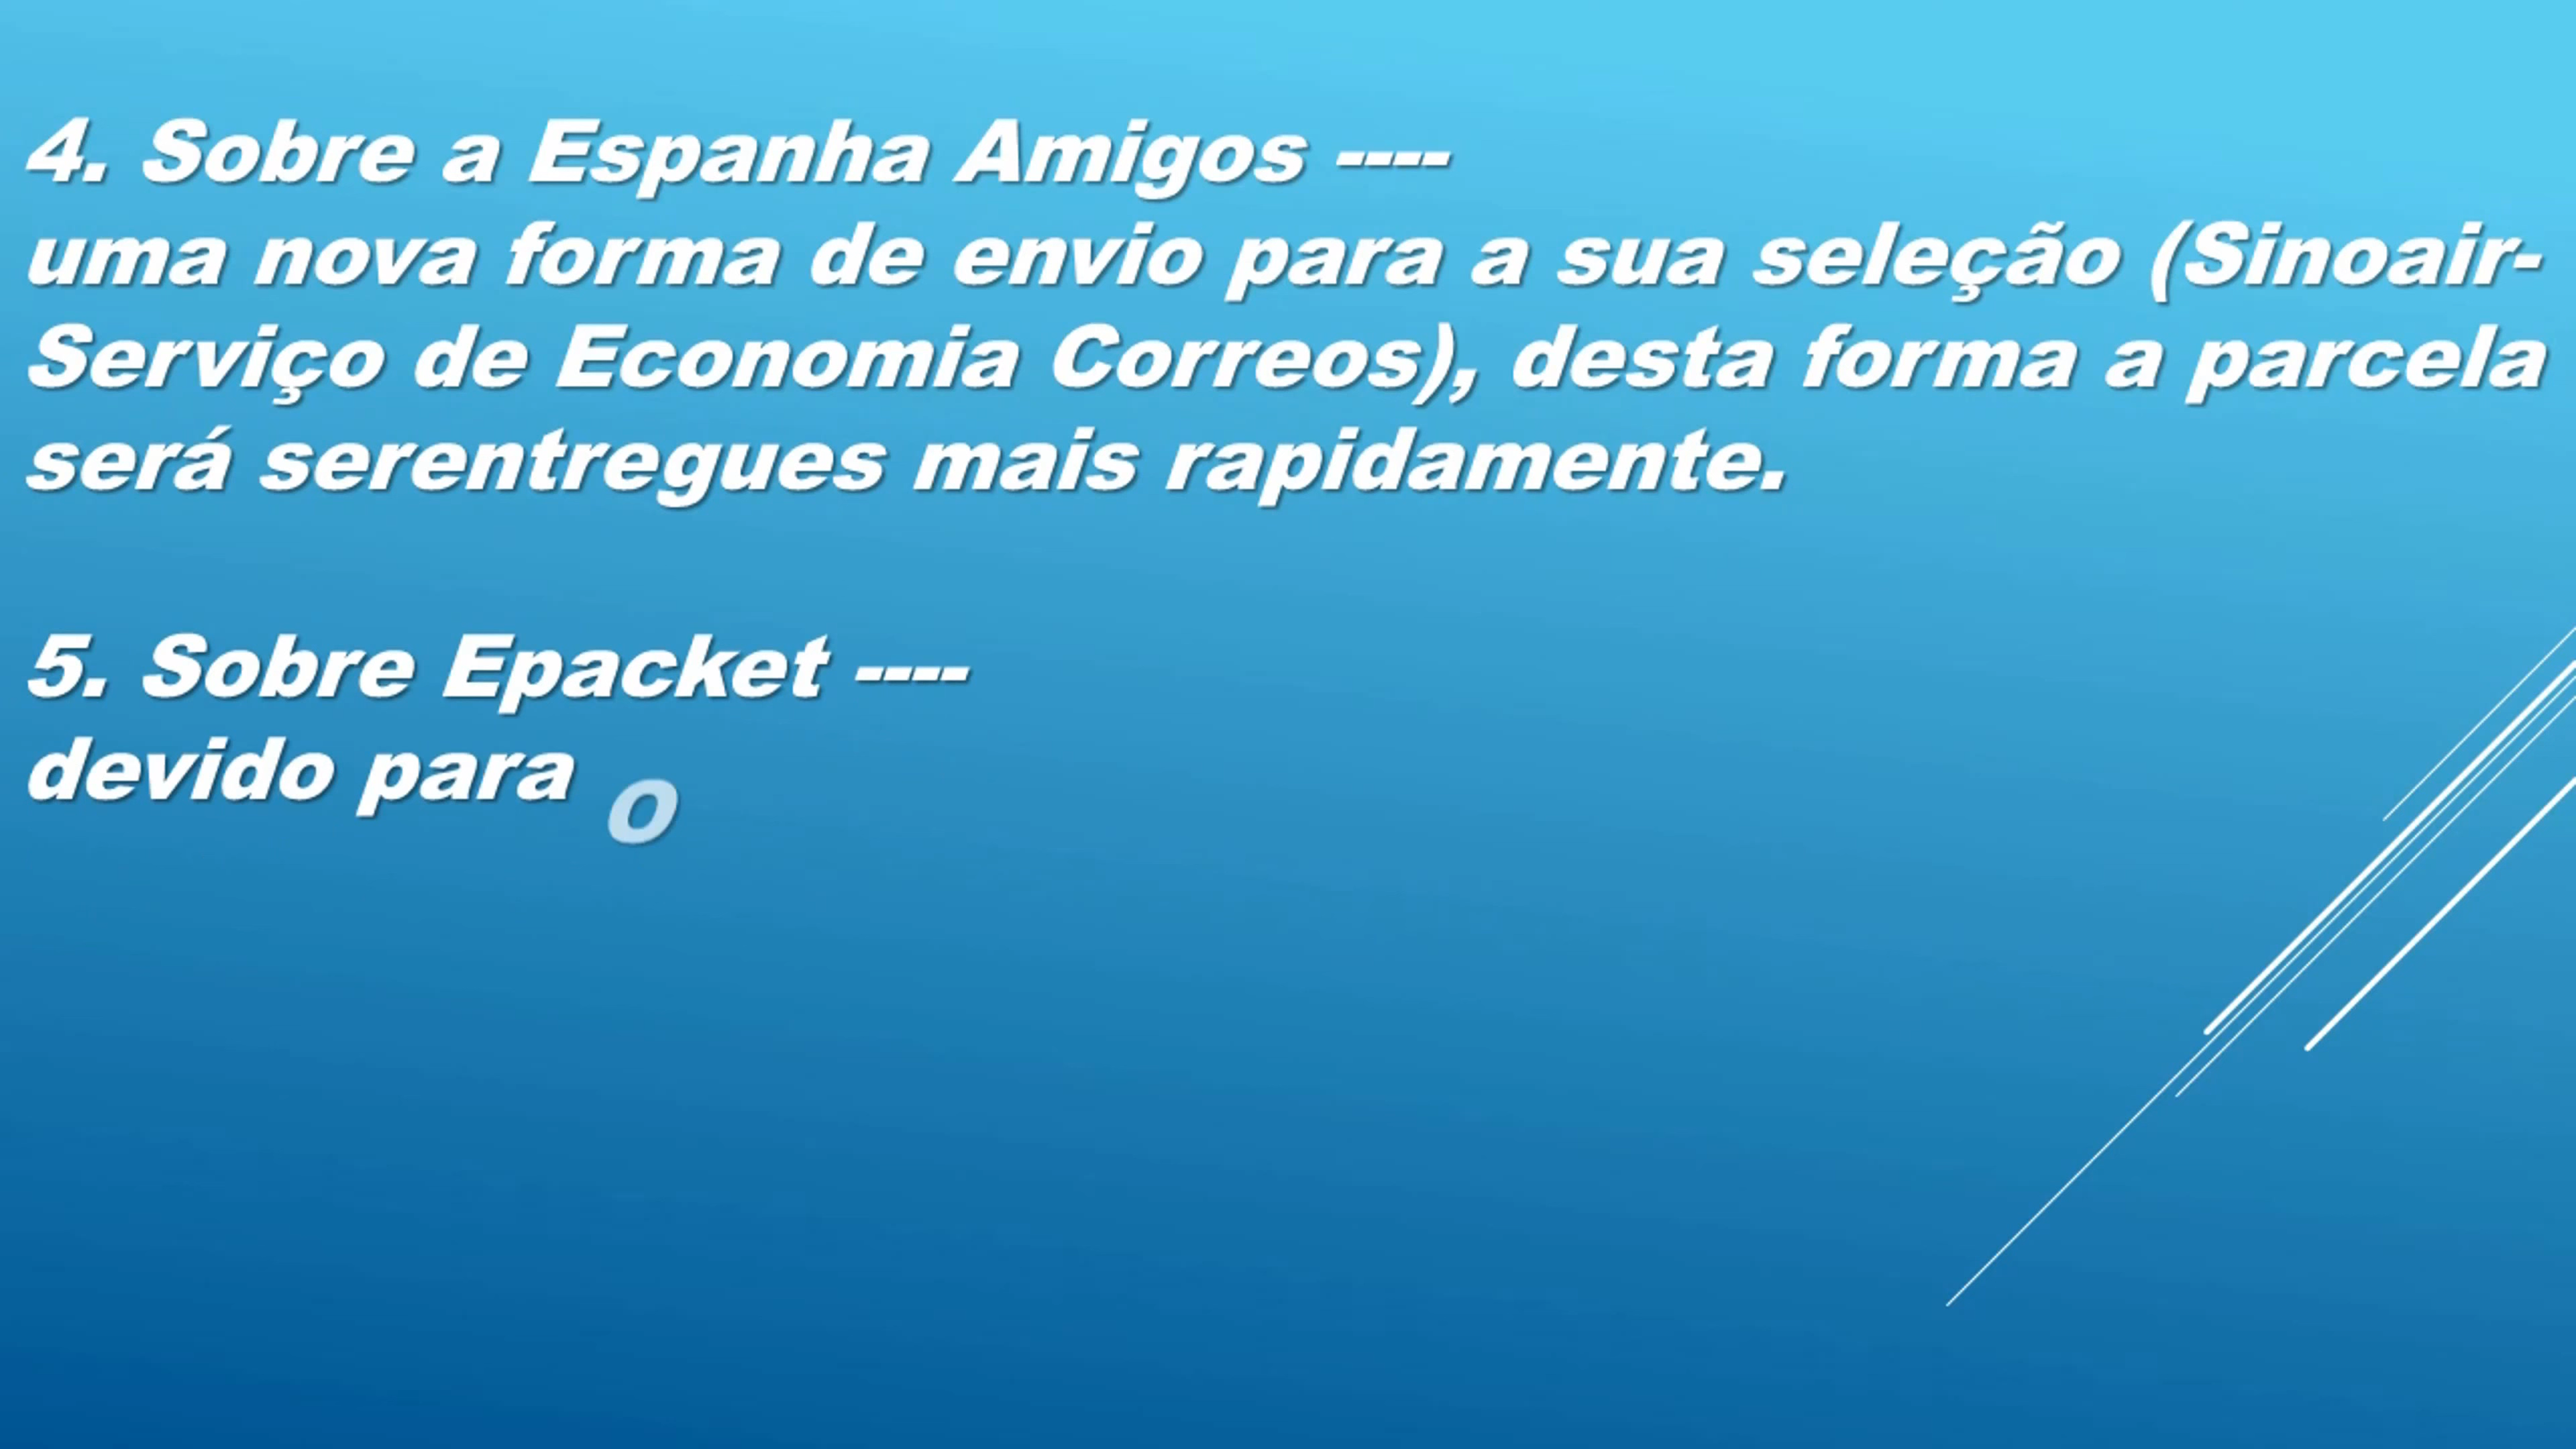 4. Sobre a Espanha Amigos ----
uma nova forma de envio para a sua seleção (Sinoair-
Serviço de Economia Correos), desta forma a parcela
será serentregues mais rapidamente.
5. Sobre Epacket ----
devido para o